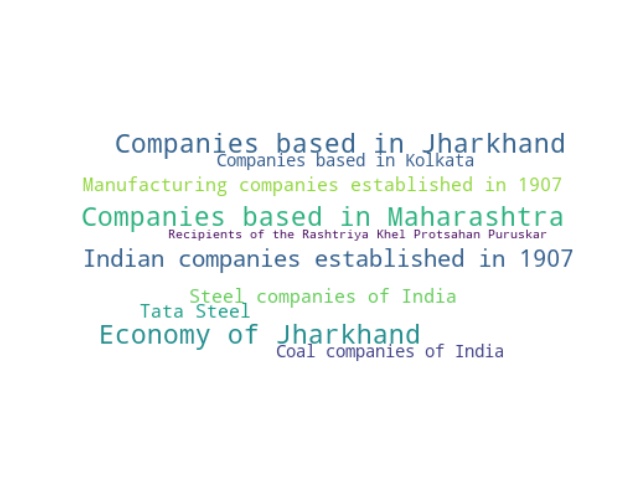 Companies based in Jharkhand
Companies based in Kolkata
Manufacturing companies established in 1907
Companies based in Maharashtra
Recipients of the Rashtriya Khel Protsahan Puruskar
Indian companies established in 1907
Steel companies of India
Tata Steel
Economy of Jharkhand
Coal companies of India